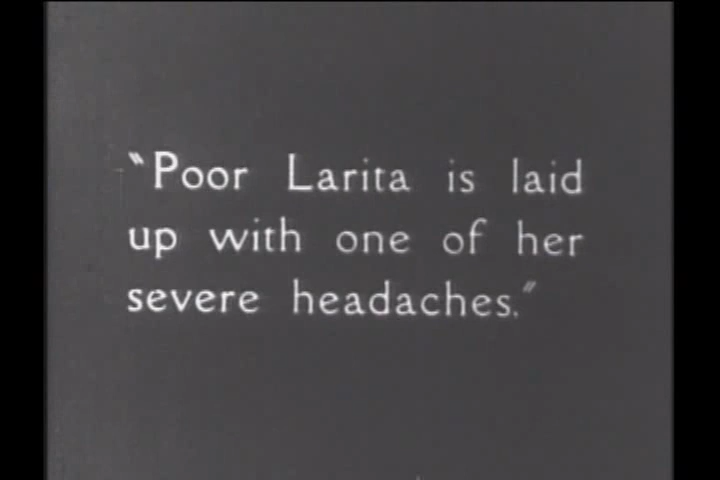 "Poor Larita is laid
up with one of her
severe headaches."